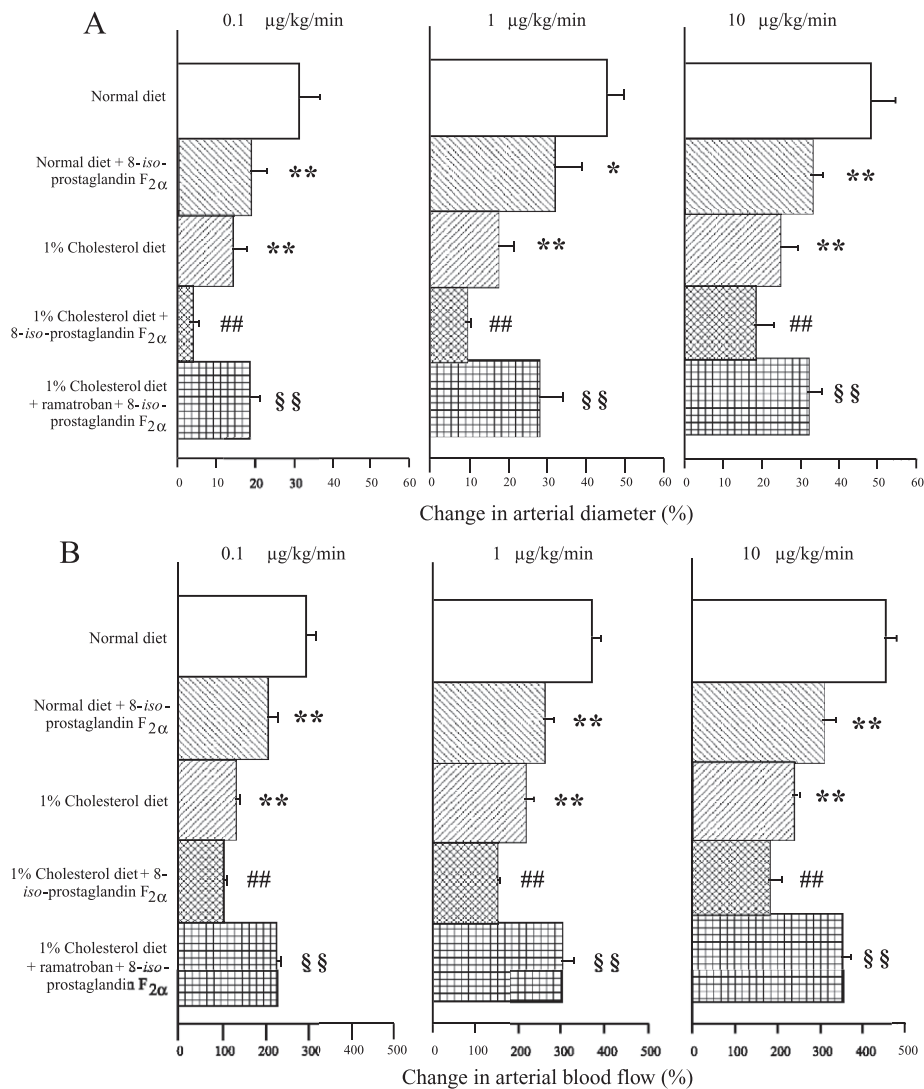 A
0.1 µg/kg/min
1 µg/kg/min
10 µg/kg/min
Normal diet
Normal diet + 8-iso-
prostaglandin F2α
**
*
**
1% Cholesterol diet
**
**
**
1% Cholesterol diet +
8-iso-prostaglandin F2α
##
##
##
1% Cholesterol diet
+ ramatroban + 8-iso-
prostaglandin F2α
§§
§§
§§
0 10 20 30 40 50 60
0 10 20 30 40 50 60
0 10 20 30 40 50 60
Change in arterial diameter (%)
B
0.1 µg/kg/min
1 µg/kg/min
10 µg/kg/min
Normal diet
Normal diet + 8-iso-
prostaglandin F2α
**
**
**
1% Cholesterol diet
**
**
**
1% Cholesterol diet + 8-
iso-prostaglandin F2α
##
##
##
1% Cholesterol diet
+ ramatroban + 8-iso-
prostaglandin F2α
§§
§§
§§
0 100 200 300 400 500
0 100 200 300 400 500
0 100 200 300 400 500
Change in arterial blood flow (%)